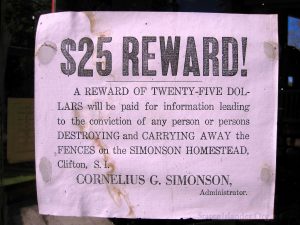 $25 REWARD!
A REWARD OF TWENTY-FIVE DOL-
LARS will be paid for information leading
to the conviction of any person or persons
DESTROYING and CARRYING AWAY the
FENCES on the SIMONSON HOMESTEAD,
Clifton, S. I.
CORNELIUS G. SIMONSON,
Administrator.